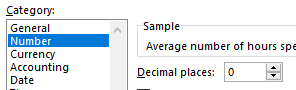 Category:
General
Number
Currency
Accounting
Date
Sample
Average number of hours spe
Decimal places: 0